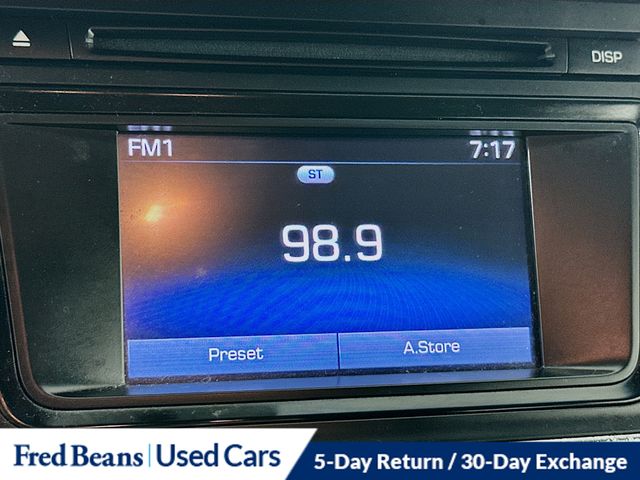 DISP
FM1 7:17
ST
98.9
Preset A.Store
Fred Beans | Used Cars 5-Day Return / 30-Day Exchange